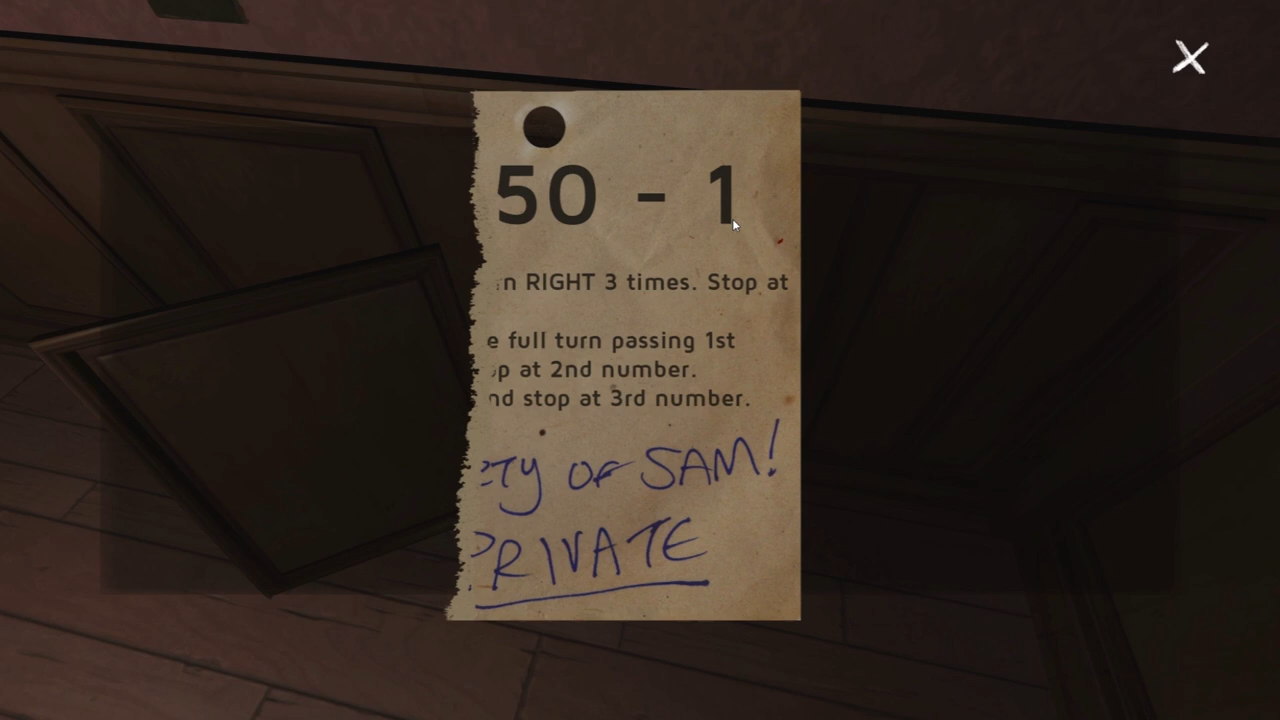 50 - 1
n RIGHT 3 times. Stop at
e full turn passing 1st
p at 2nd number.
nd stop at 3rd number.
TY OF SAM!
PRIVATE